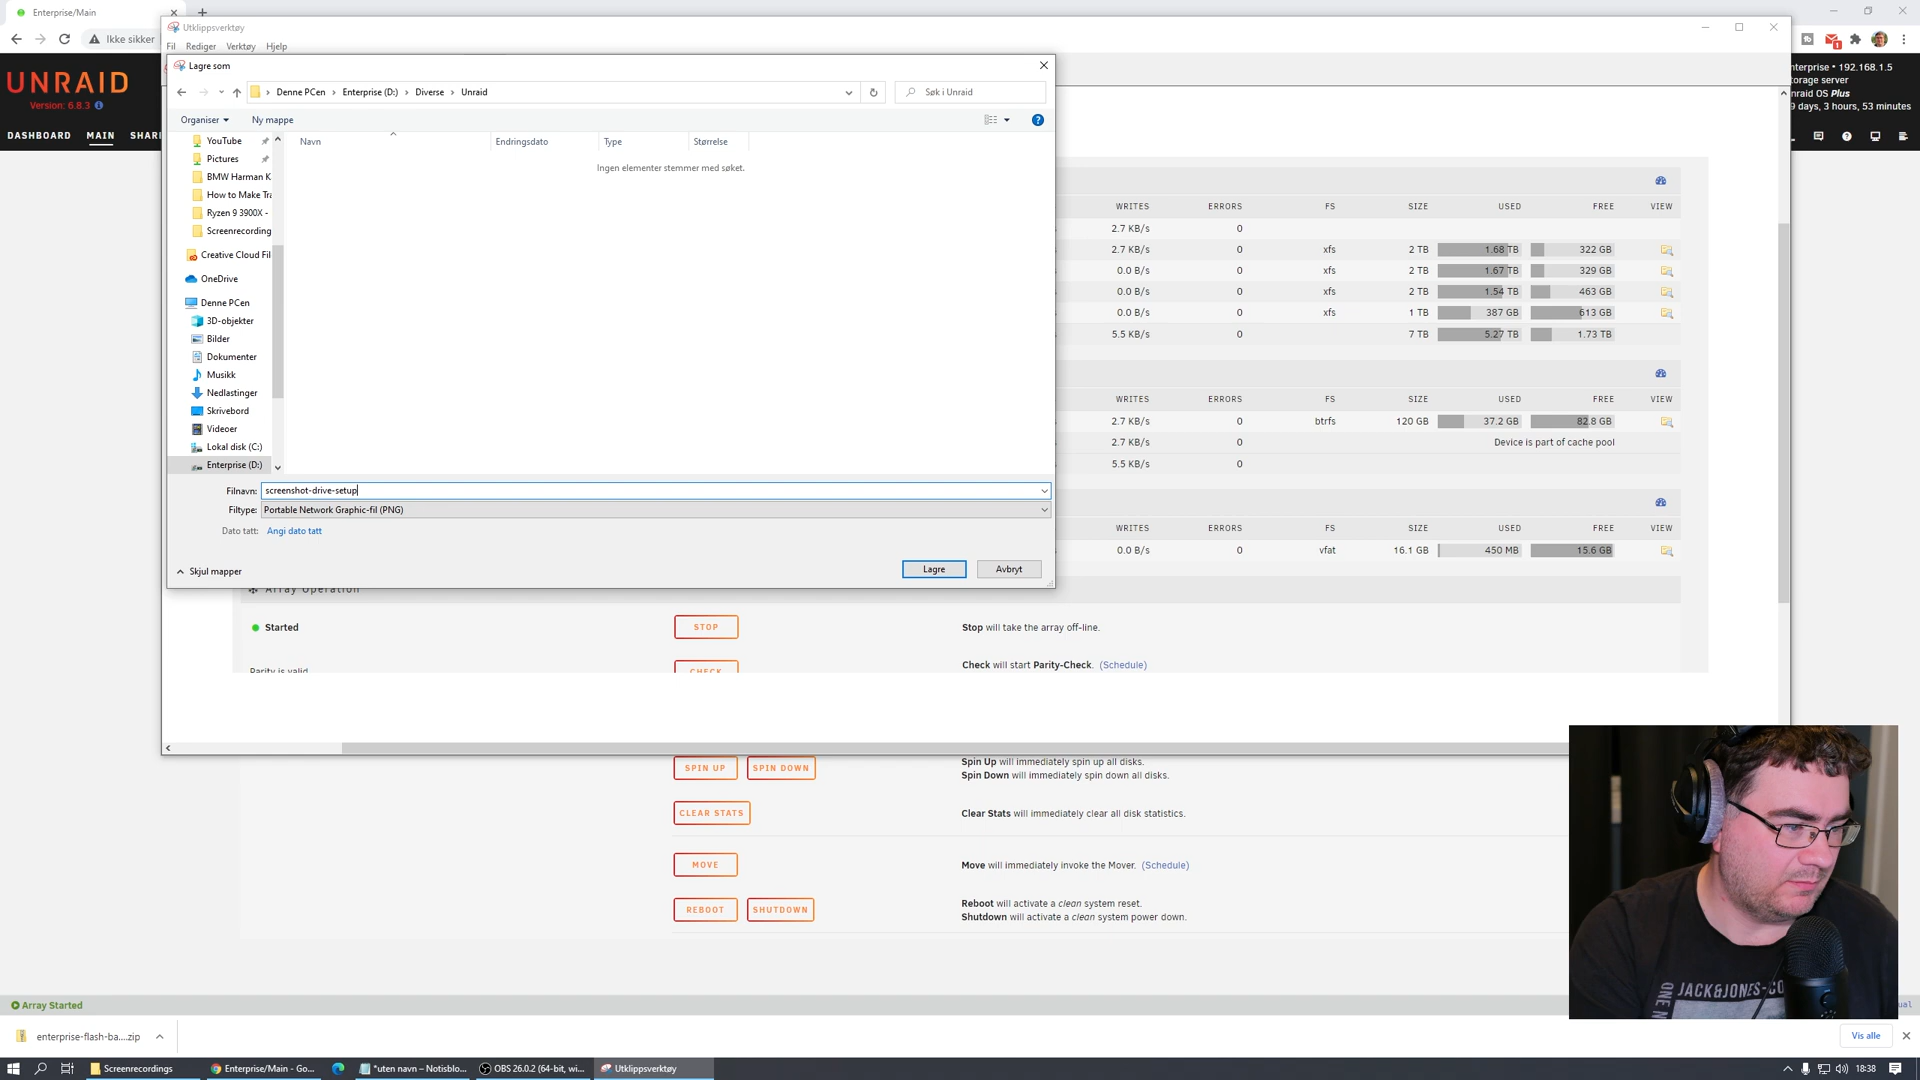 Enterprise/Main
Ikke sikker
Utklippsverktøy
Fil Rediger Verktøy Hjelp
UNRAID
Version: 6.8.3
DASHBOARD MAIN SHAR
nterprise • 192.168.1.5
torage server
nraid OS Plus
9 days, 3 hours, 53 minutes
Lagre som
Denne PCen › Enterprise (D:) › Diverse › Unraid
Søk i Unraid
Organiser Ny mappe
Navn Endringsdato Type Størrelse
Ingen elementer stemmer med søket.
YouTube
Pictures
BMW Harman K
How to Make Tra
Ryzen 9 3900X -
Screenrecording
Creative Cloud Fil
OneDrive
Denne PCen
3D-objekter
Bilder
Dokumenter
Musikk
Nedlastinger
Skrivebord
Videoer
Lokal disk (C:)
Enterprise (D:)
Filnavn: screenshot-drive-setup
Filtype: Portable Network Graphic-fil (PNG)
Dato tatt: Angi dato tatt
Skjul mapper
Lagre Avbryt
WRITES ERRORS FS SIZE USED FREE VIEW
2.7 KB/s 0
2.7 KB/s 0 xfs 2 TB 1.68 TB 322 GB
0.0 B/s 0 xfs 2 TB 1.67 TB 329 GB
0.0 B/s 0 xfs 2 TB 1.54 TB 463 GB
0.0 B/s 0 xfs 1 TB 387 GB 613 GB
5.5 KB/s 0 7 TB 5.27 TB 1.73 TB
WRITES ERRORS FS SIZE USED FREE VIEW
2.7 KB/s 0 btrfs 120 GB 37.2 GB 82.8 GB
2.7 KB/s 0 Device is part of cache pool
5.5 KB/s 0
WRITES ERRORS FS SIZE USED FREE VIEW
0.0 B/s 0 vfat 16.1 GB 450 MB 15.6 GB
Array Operation
Started STOP Stop will take the array off-line.
Parity is valid CHECK Check will start Parity-Check. (Schedule)
SPIN UP SPIN DOWN Spin Up will immediately spin up all disks.
Spin Down will immediately spin down all disks.
CLEAR STATS Clear Stats will immediately clear all disk statistics.
MOVE Move will immediately invoke the Mover. (Schedule)
REBOOT SHUTDOWN Reboot will activate a clean system reset.
Shutdown will activate a clean system power down.
JACK&JONES-CO
ONE
Array Started
ual
enterprise-flash-ba....zip
Vis alle
Screenrecordings
Enterprise/Main - Go...
*uten navn – Notisblo...
OBS 26.0.2 (64-bit, wi...
Utklippsverktøy
18:38